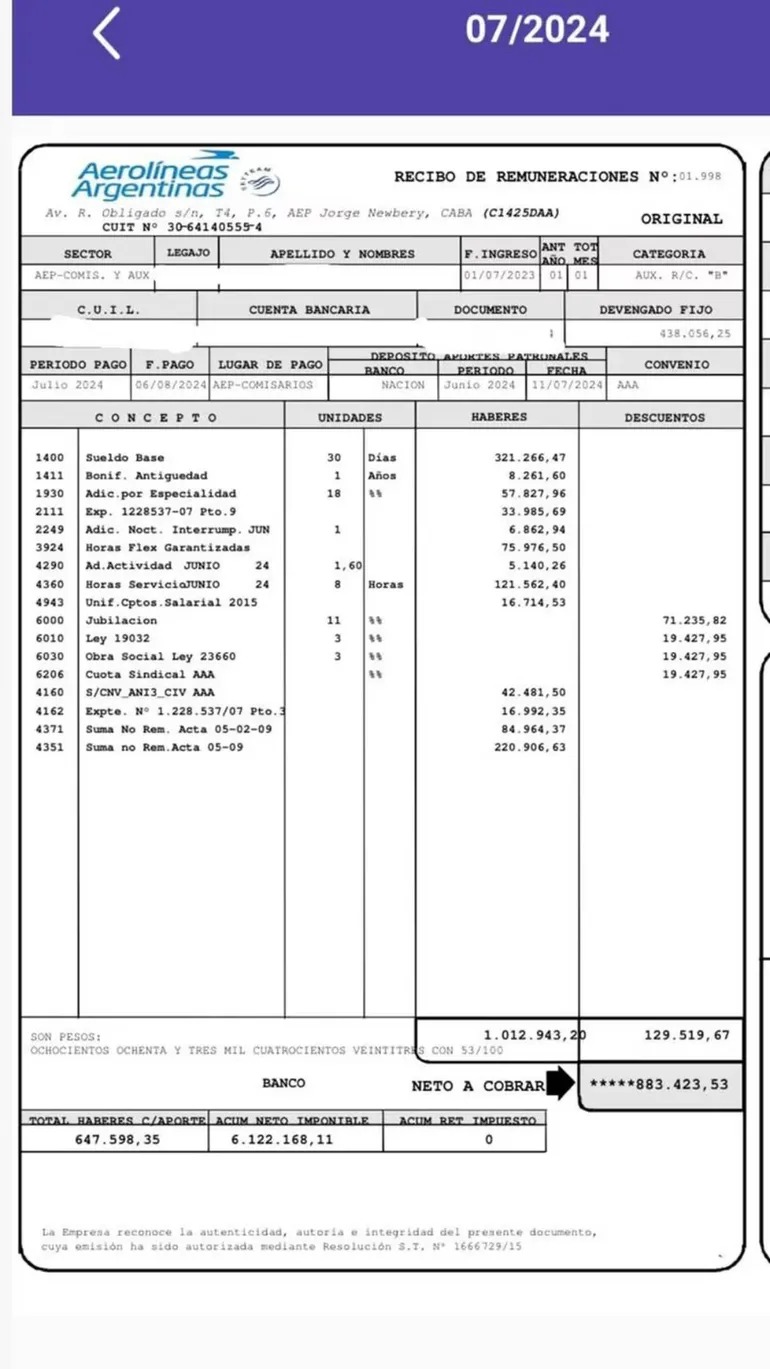 07/2024
Aerolíneas
Argentinas
SKYTEAM
RECIBO DE REMUNERACIONES Nº:01.998
Av. R. Obligado s/n, T4, P.6, AEP Jorge Newbery, CABA (C1425DAA)
CUIT Nº 30-64140555-4
ORIGINAL
SECTOR LEGAJO APELLIDO Y NOMBRES F.INGRESO ANT AÑO TOT MES CATEGORIA
AEP-COMIS. Y AUX 01/07/2023 01 01 AUX. R/C. "B"
C.U.I.L. CUENTA BANCARIA DOCUMENTO DEVENGADO FIJO
438.056,25
PERIODO PAGO F.PAGO LUGAR DE PAGO DEPOSITO APORTES PATRONALES CONVENIO
BANCO PERIODO FECHA
Julio 2024 06/08/2024 AEP-COMISARIOS NACION Junio 2024 11/07/2024 AAA
CONCEPTO UNIDADES HABERES DESCUENTOS
1400 Sueldo Base 30 Días 321.266,47
1411 Bonif. Antiguedad 1 Años 8.261,60
1930 Adic.por Especialidad 18 %% 57.827,96
2111 Exp. 1228537-07 Pto.9 33.985,69
2249 Adic. Noct. Interrump. JUN 1 6.862,94
3924 Horas Flex Garantizadas 75.976,50
4290 Ad.Actividad JUNIO 24 1,60 5.140,26
4360 Horas ServicioJUNIO 24 8 Horas 121.562,40
4943 Unif.Cptos.Salarial 2015 16.714,53
6000 Jubilacion 11 %% 71.235,82
6010 Ley 19032 3 %% 19.427,95
6030 Obra Social Ley 23660 3 %% 19.427,95
6206 Cuota Sindical AAA %% 19.427,95
4160 S/CNV_ANI3_CIV AAA 42.481,50
4162 Expte. Nº 1.228.537/07 Pto.3 16.992,35
4371 Suma No Rem. Acta 05-02-09 84.964,37
4351 Suma no Rem.Acta 05-09 220.906,63
SON PESOS: 1.012.943,20 129.519,67
OCHOCIENTOS OCHENTA Y TRES MIL CUATROCIENTOS VEINTITRES CON 53/100
BANCO NETO A COBRAR *****883.423,53
TOTAL HABERES C/APORTE ACUM NETO IMPONIBLE ACUM RET IMPUESTO
647.598,35 6.122.168,11 0
La Empresa reconoce la autenticidad, autoria e integridad del presente documento,
cuya emisión ha sido autorizada mediante Resolución S.T. Nº 1666729/15